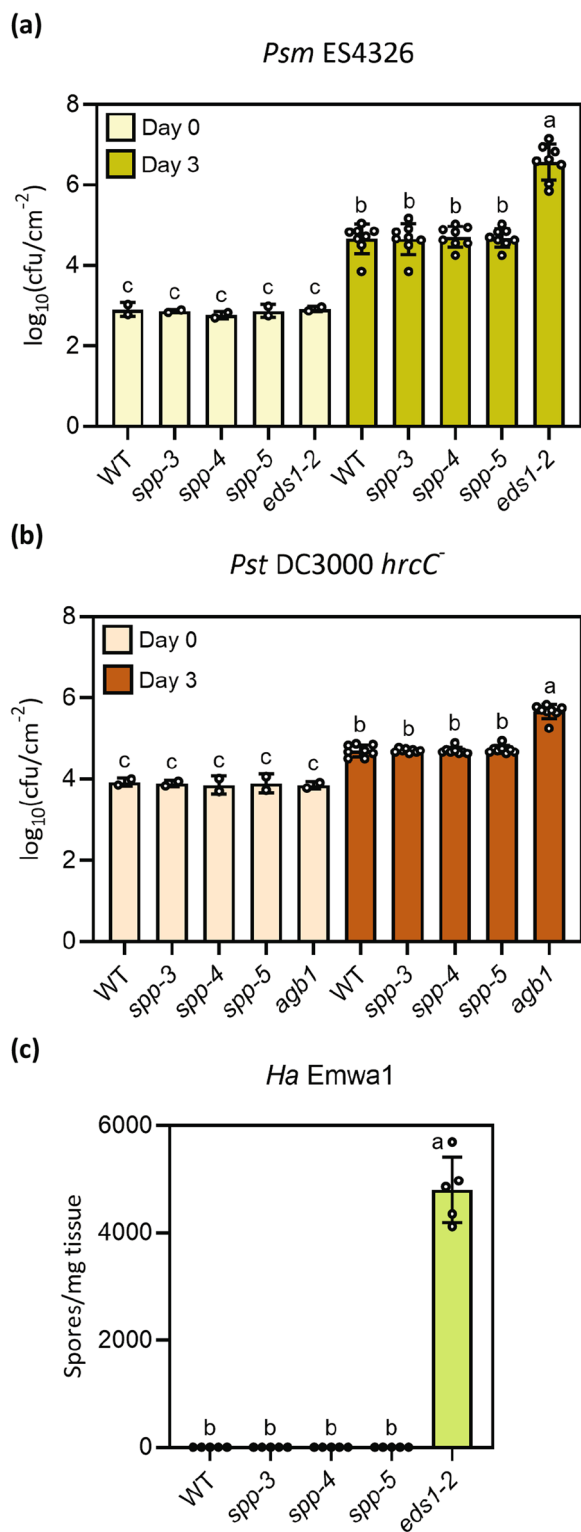 (a)
Psm ES4326
8
6
4
2
0
log₁₀(cfu/cm⁻²)
Day 0
Day 3
c c c c c b b b b a
WT spp-3 spp-4 spp-5 eds1-2 WT spp-3 spp-4 spp-5 eds1-2
(b)
Pst DC3000 hrcC⁻
8
6
4
2
0
log₁₀(cfu/cm⁻²)
Day 0
Day 3
c c c c c b b b b a
WT spp-3 spp-4 spp-5 agb1 WT spp-3 spp-4 spp-5 agb1
(c)
Ha Emwa1
6000
4000
2000
0
Spores/mg tissue
b b b b a
WT spp-3 spp-4 spp-5 eds1-2